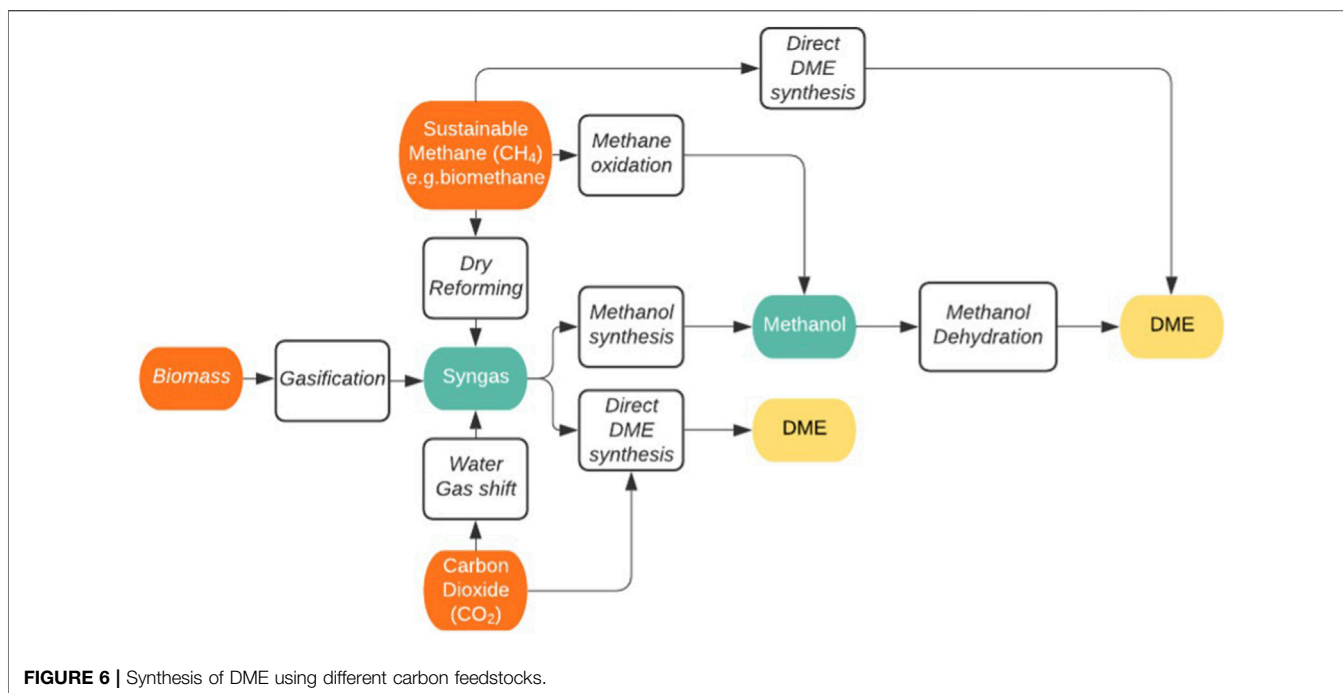 Direct
DME
synthesis
Sustainable
Methane (CH₄)
e.g.biomethane
Methane
oxidation
Dry
Reforming
Methanol
synthesis
Methanol
Methanol
Dehydration
DME
Biomass
Gasification
Syngas
Direct
DME
synthesis
DME
Water
Gas shift
Carbon
Dioxide
(CO₂)
FIGURE 6 | Synthesis of DME using different carbon feedstocks.